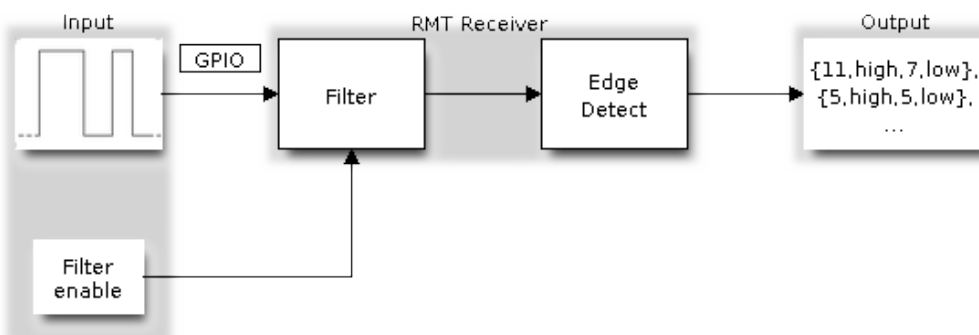 Input
RMT Receiver
Output
GPIO
Filter
Edge
Detect
{11,high,7,low},
{5,high,5,low},
...
Filter
enable